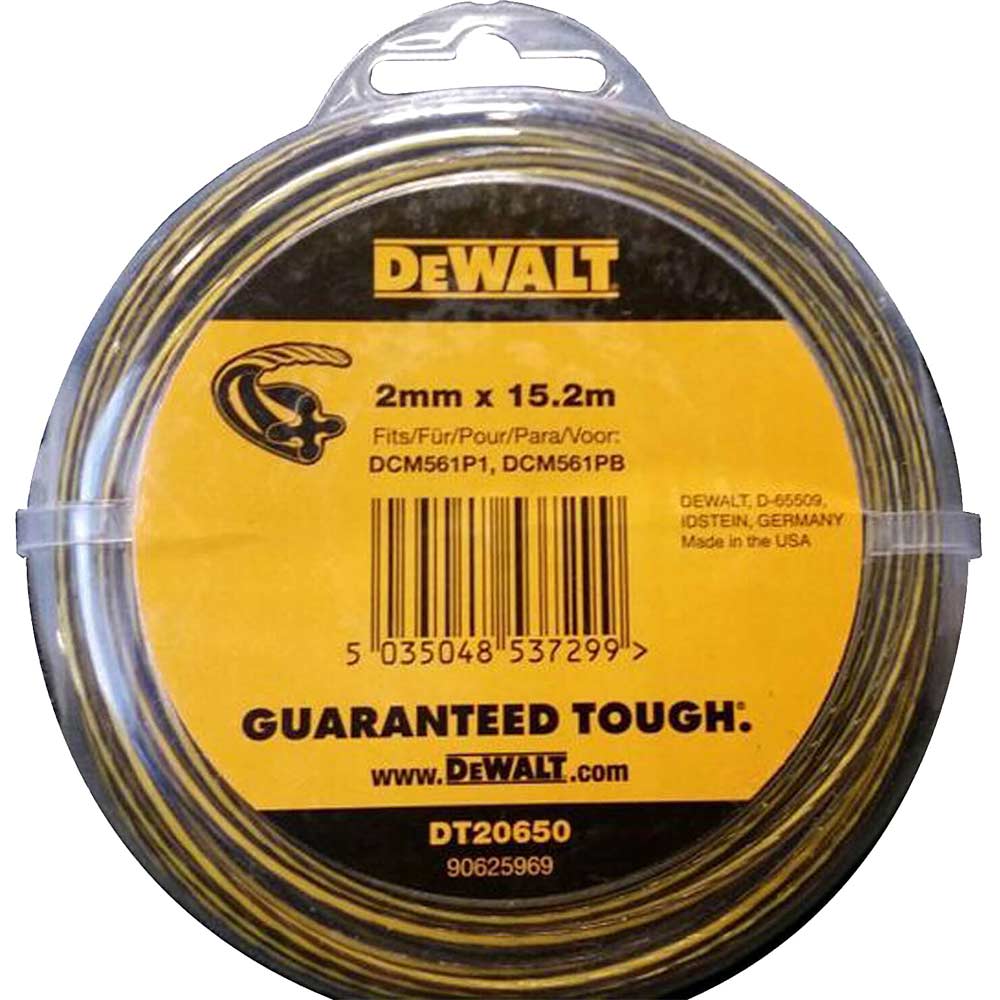 DEWALT
2mm x 15.2m
Fits/Für/Pour/Para/Voor:
DCM561P1, DCM561PB
DEWALT, D-65509,
IDSTEIN, GERMANY
Made in the USA
5 035048 537299 >
GUARANTEED TOUGH®.
www.DEWALT.com
DT20650
90625969